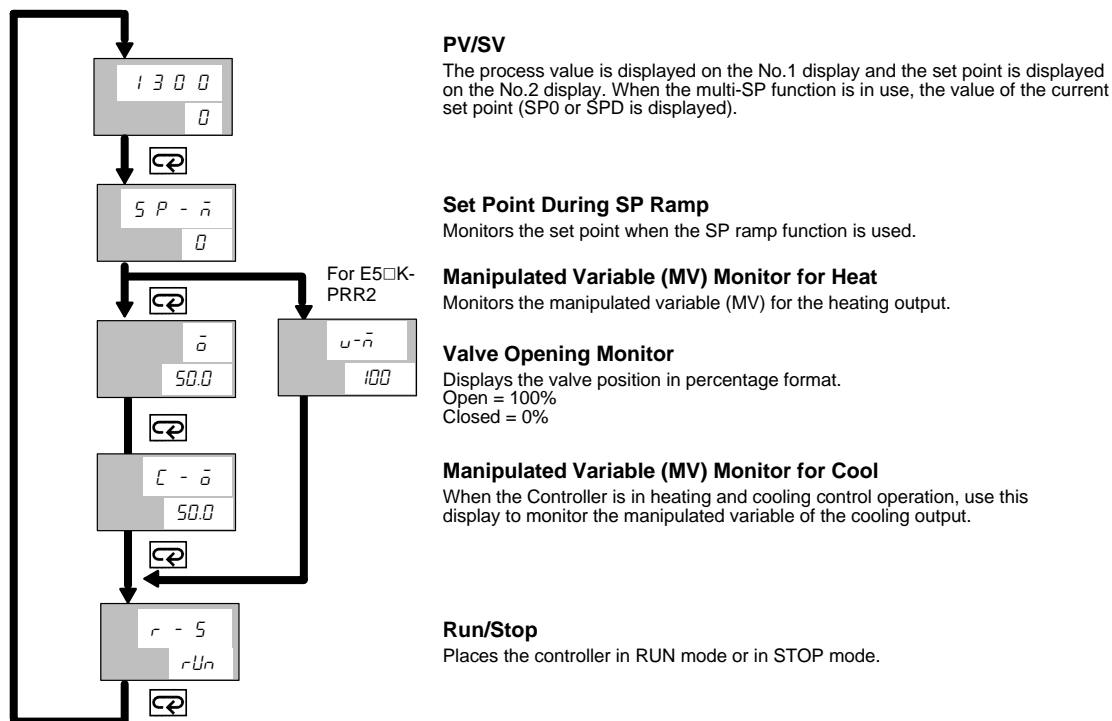 PV/SV
The process value is displayed on the No.1 display and the set point is displayed
on the No.2 display. When the multi-SP function is in use, the value of the current
set point (SP0 or SPD is displayed).
1300
0
Set Point During SP Ramp
Monitors the set point when the SP ramp function is used.
SP-m̄
0
For E5□K-
PRR2
Manipulated Variable (MV) Monitor for Heat
Monitors the manipulated variable (MV) for the heating output.
ō
50.0
u-n̄
100
Valve Opening Monitor
Displays the valve position in percentage format.
Open = 100%
Closed = 0%
C-ō
50.0
Manipulated Variable (MV) Monitor for Cool
When the Controller is in heating and cooling control operation, use this
display to monitor the manipulated variable of the cooling output.
r-S
rUn
Run/Stop
Places the controller in RUN mode or in STOP mode.